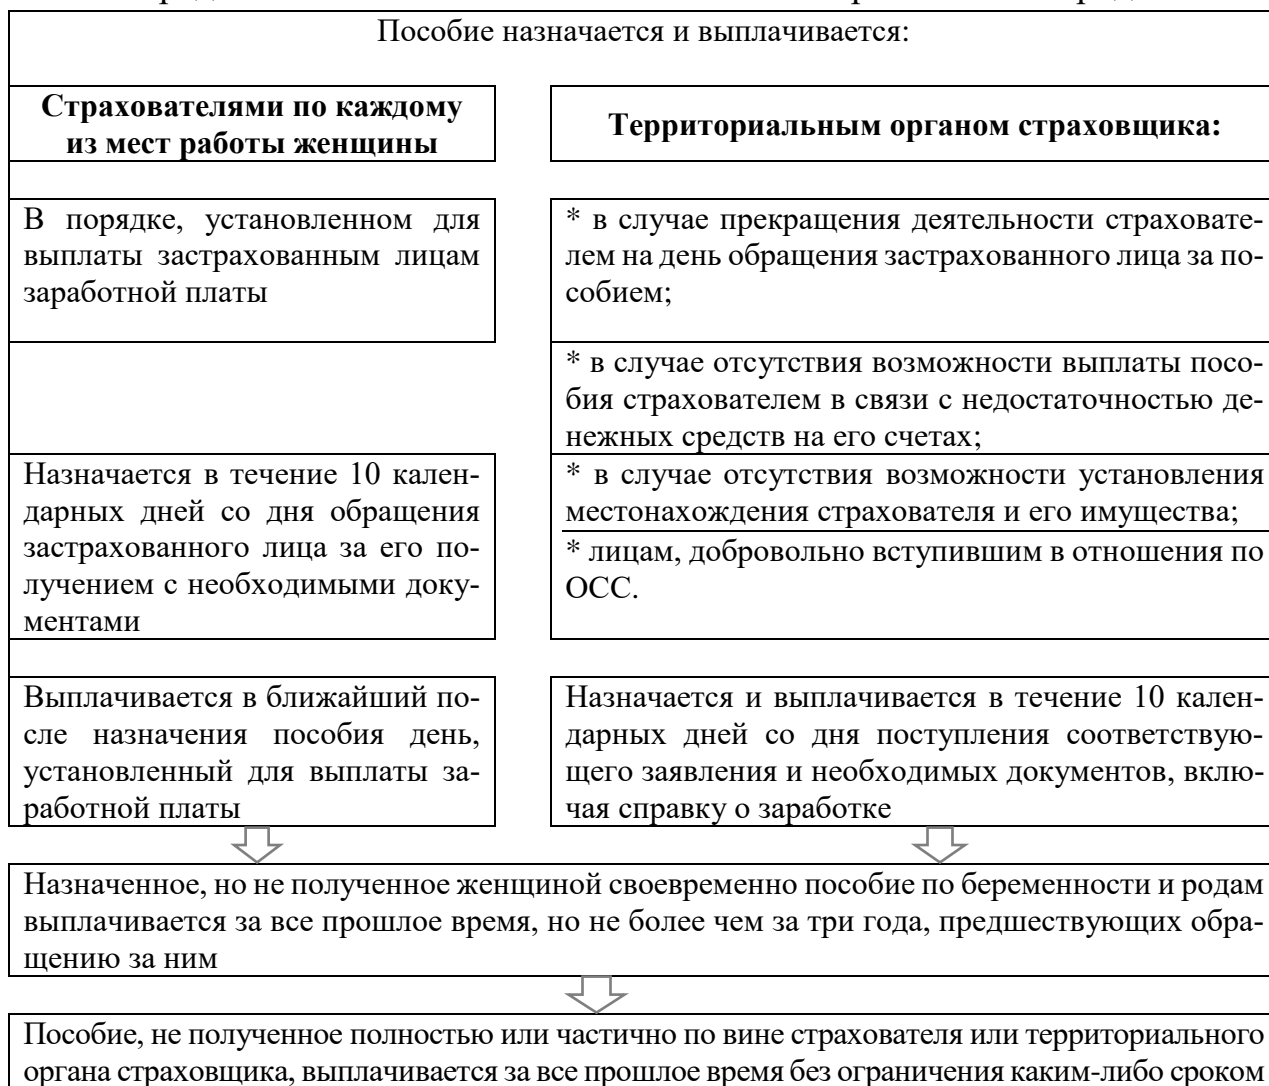 Пособие назначается и выплачивается:
Страхователями по каждому
из мест работы женщины
Территориальным органом страховщика:
В порядке, установленном для
выплаты застрахованным лицам
заработной платы
* в случае прекращения деятельности страховате-
лем на день обращения застрахованного лица за по-
собием;
* в случае отсутствия возможности выплаты посо-
бия страхователем в связи с недостаточностью де-
нежных средств на его счетах;
Назначается в течение 10 кален-
дарных дней со дня обращения
застрахованного лица за его по-
лучением с необходимыми доку-
ментами
* в случае отсутствия возможности установления
местонахождения страхователя и его имущества;
* лицам, добровольно вступившим в отношения по
ОСС.
Выплачивается в ближайший по-
сле назначения пособия день,
установленный для выплаты за-
работной платы
Назначается и выплачивается в течение 10 кален-
дарных дней со дня поступления соответствую-
щего заявления и необходимых документов, вклю-
чая справку о заработке
Назначенное, но не полученное женщиной своевременно пособие по беременности и родам
выплачивается за все прошлое время, но не более чем за три года, предшествующих обра-
щению за ним
Пособие, не полученное полностью или частично по вине страхователя или территориального
органа страховщика, выплачивается за все прошлое время без ограничения каким-либо сроком